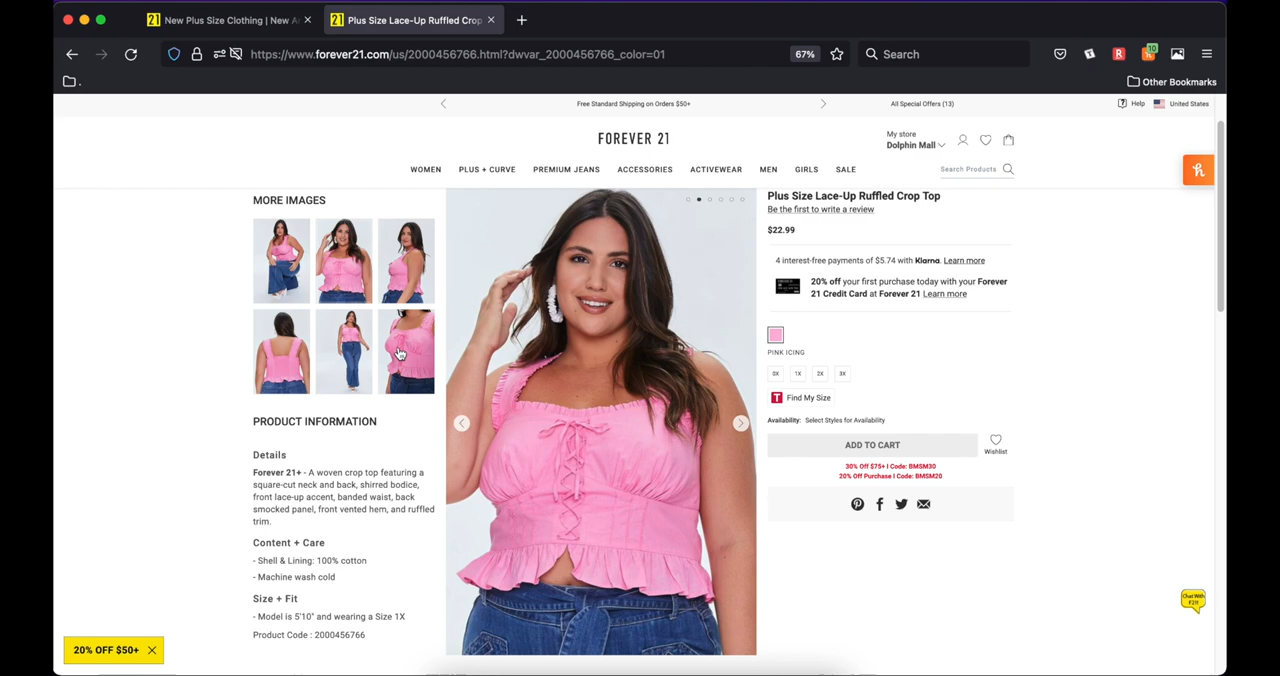 21 New Plus Size Clothing | New A
21 Plus Size Lace-Up Ruffled Crop
https://www.forever21.com/us/2000456766.html?dwvar_2000456766_color=01
67%
Search
R
10
Other Bookmarks
Free Standard Shipping on Orders $50+
All Special Offers (13)
? Help
United States
FOREVER 21
My store
Dolphin Mall
WOMEN PLUS + CURVE PREMIUM JEANS ACCESSORIES ACTIVEWEAR MEN GIRLS SALE
Search Products
MORE IMAGES
PRODUCT INFORMATION
Details
Forever 21+ - A woven crop top featuring a
square-cut neck and back, shirred bodice,
front lace-up accent, banded waist, back
smocked panel, front vented hem, and ruffled
trim.
Content + Care
- Shell & Lining: 100% cotton
- Machine wash cold
Size + Fit
- Model is 5'10" and wearing a Size 1X
Product Code : 2000456766
Plus Size Lace-Up Ruffled Crop Top
Be the first to write a review
$22.99
4 interest-free payments of $5.74 with Klarna. Learn more
20% off your first purchase today with your Forever
21 Credit Card at Forever 21 Learn more
PINK ICING
0X 1X 2X 3X
T Find My Size
Availability: Select Styles for Availability
ADD TO CART
Wishlist
30% Off $75+ I Code: BMSM30
20% Off Purchase I Code: BMSM20
Chat With
F21!
20% OFF $50+